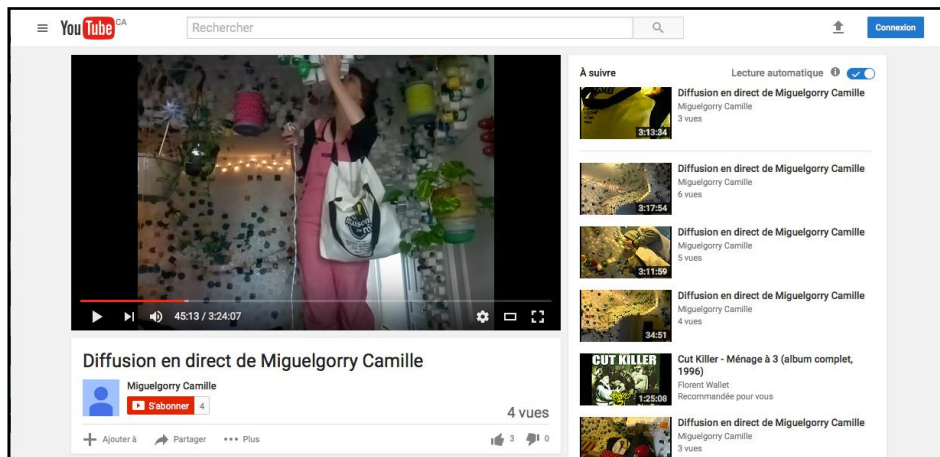 YouTube CA
Rechercher
Connexion
45:13 / 3:24:07
Diffusion en direct de Miguelgorry Camille
Miguelgorry Camille
S'abonner 4
4 vues
Ajouter à Partager Plus 3 0
À suivre
Lecture automatique
Diffusion en direct de Miguelgorry Camille
Miguelgorry Camille
3 vues
3:13:34
Diffusion en direct de Miguelgorry Camille
Miguelgorry Camille
6 vues
3:17:54
Diffusion en direct de Miguelgorry Camille
Miguelgorry Camille
5 vues
3:11:59
Diffusion en direct de Miguelgorry Camille
Miguelgorry Camille
4 vues
34:51
CUT KILLER
Cut Killer - Ménage à 3 (album complet,
1996)
Florent Wallet
Recommandée pour vous
1:25:08
Diffusion en direct de Miguelgorry Camille
Miguelgorry Camille
3 vues